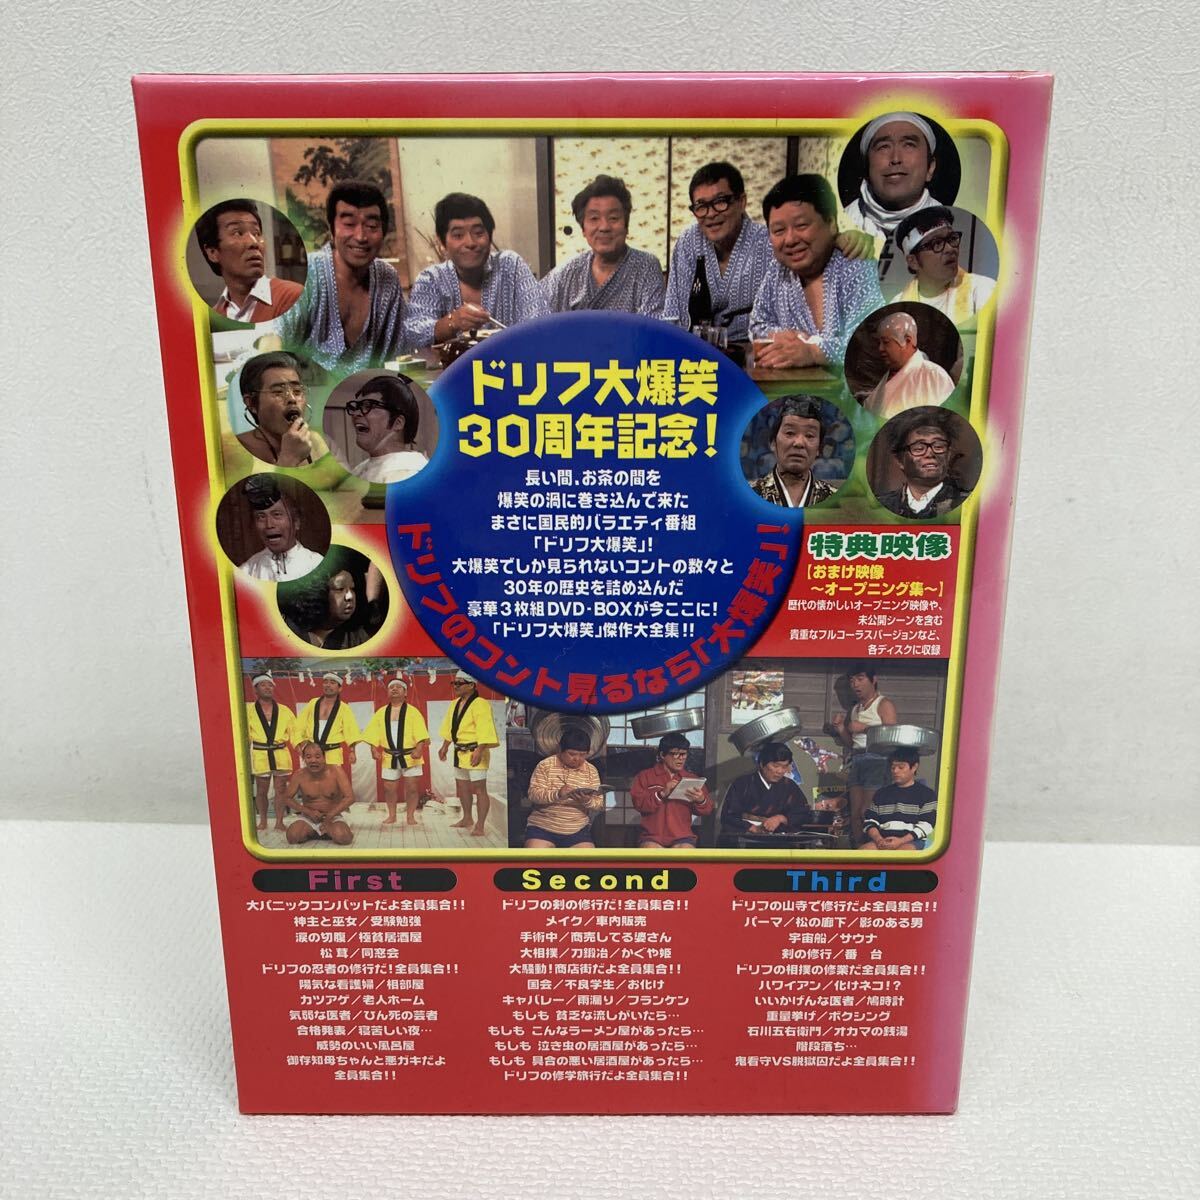 ドリフ大爆笑
30周年記念!
長い間、お茶の間を
爆笑の渦に巻き込んで来た
まさに国民的バラエティ番組
「ドリフ大爆笑」!
大爆笑でしか見られないコントの数々と
30年の歴史を詰め込んだ
豪華3枚組DVD-BOXが今ここに!
「ドリフ大爆笑」傑作大全集!!
ドリフのコント見るなら「大爆笑」!
特典映像
【おまけ映像
～オープニング集～】
歴代の懐かしいオープニング映像や、
未公開シーンを含む
貴重なフルコーラスバージョンなど、
各ディスクに収録
First
大パニックコンバットだよ全員集合!!
神主と巫女/受験勉強
涙の切腹/極貧居酒屋
松茸/同窓会
ドリフの忍者の修行だ!全員集合!!
陽気な看護婦/相部屋
カツアゲ/老人ホーム
気弱な医者/ひん死の芸者
合格発表/寝苦しい夜…
威勢のいい風呂屋
御存知母ちゃんと悪ガキだよ
全員集合!!
Second
ドリフの剣の修行だ!全員集合!!
メイク/車内販売
手術中/商売してる婆さん
大相撲/刀鍛冶/かぐや姫
大騒動!商店街だよ全員集合!!
国会/不良学生/お化け
キャバレー/雨漏り/フランケン
もしも 貧乏な流しがいたら…
もしも こんなラーメン屋があったら…
もしも 泣き虫の居酒屋があったら…
もしも 具合の悪い居酒屋があったら…
ドリフの修学旅行だよ全員集合!!
Third
ドリフの山寺で修行だよ全員集合!!
パーマ/松の廊下/影のある男
宇宙船/サウナ
剣の修行/番 台
ドリフの相撲の修業だ全員集合!!
ハワイアン/化けネコ!?
いいかげんな医者/鳩時計
重量挙げ/ボクシング
石川五右衛門/オカマの銭湯
階段落ち…
鬼看守VS脱獄囚だよ全員集合!!